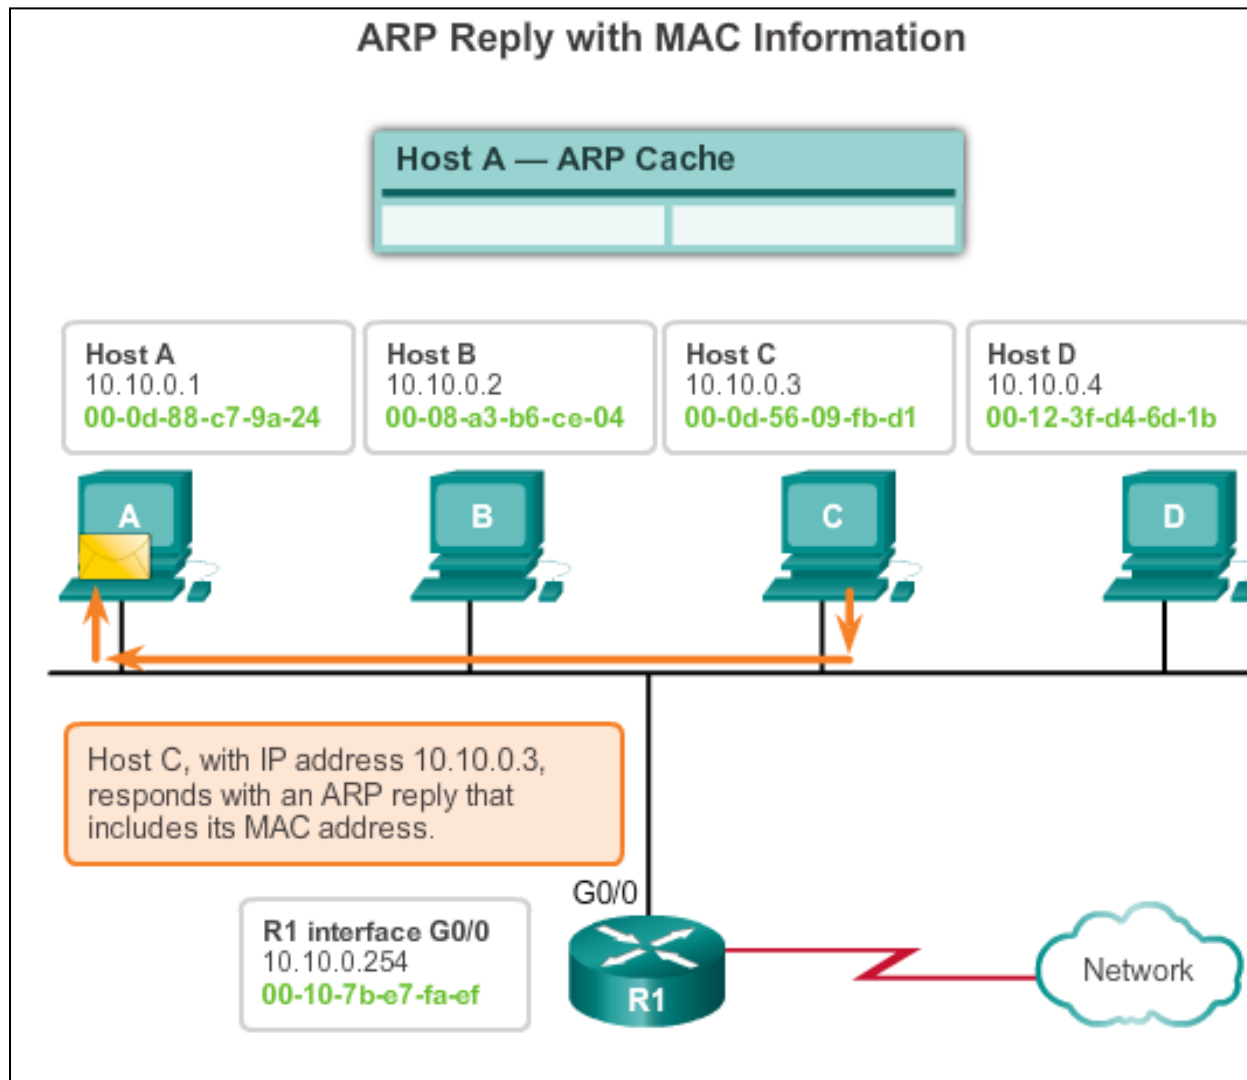 ARP Reply with MAC Information
Host A — ARP Cache
Host A
10.10.0.1
00-0d-88-c7-9a-24
Host B
10.10.0.2
00-08-a3-b6-ce-04
Host C
10.10.0.3
00-0d-56-09-fb-d1
Host D
10.10.0.4
00-12-3f-d4-6d-1b
A
B
C
D
Host C, with IP address 10.10.0.3,
responds with an ARP reply that
includes its MAC address.
G0/0
R1 interface G0/0
10.10.0.254
00-10-7b-e7-fa-ef
R1
Network